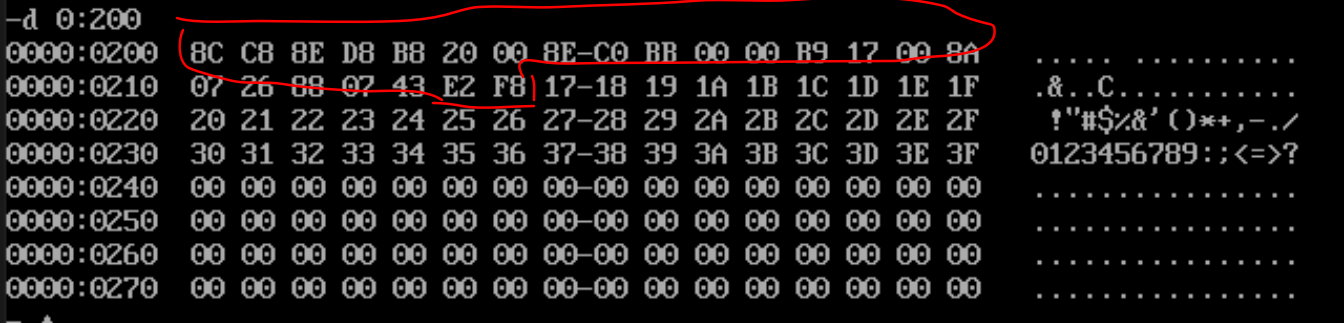 -d 0:200
0000:0200 8C C8 8E D8 B8 20 00 8E-C0 BB 00 00 B9 17 00 8A ..... ..........
0000:0210 07 26 88 07 43 E2 F8 17-18 19 1A 1B 1C 1D 1E 1F .&..C...........
0000:0220 20 21 22 23 24 25 26 27-28 29 2A 2B 2C 2D 2E 2F !"#$%&'()*+,-./
0000:0230 30 31 32 33 34 35 36 37-38 39 3A 3B 3C 3D 3E 3F 0123456789:;<=>?
0000:0240 00 00 00 00 00 00 00 00-00 00 00 00 00 00 00 00 ................
0000:0250 00 00 00 00 00 00 00 00-00 00 00 00 00 00 00 00 ................
0000:0260 00 00 00 00 00 00 00 00-00 00 00 00 00 00 00 00 ................
0000:0270 00 00 00 00 00 00 00 00-00 00 00 00 00 00 00 00 ................